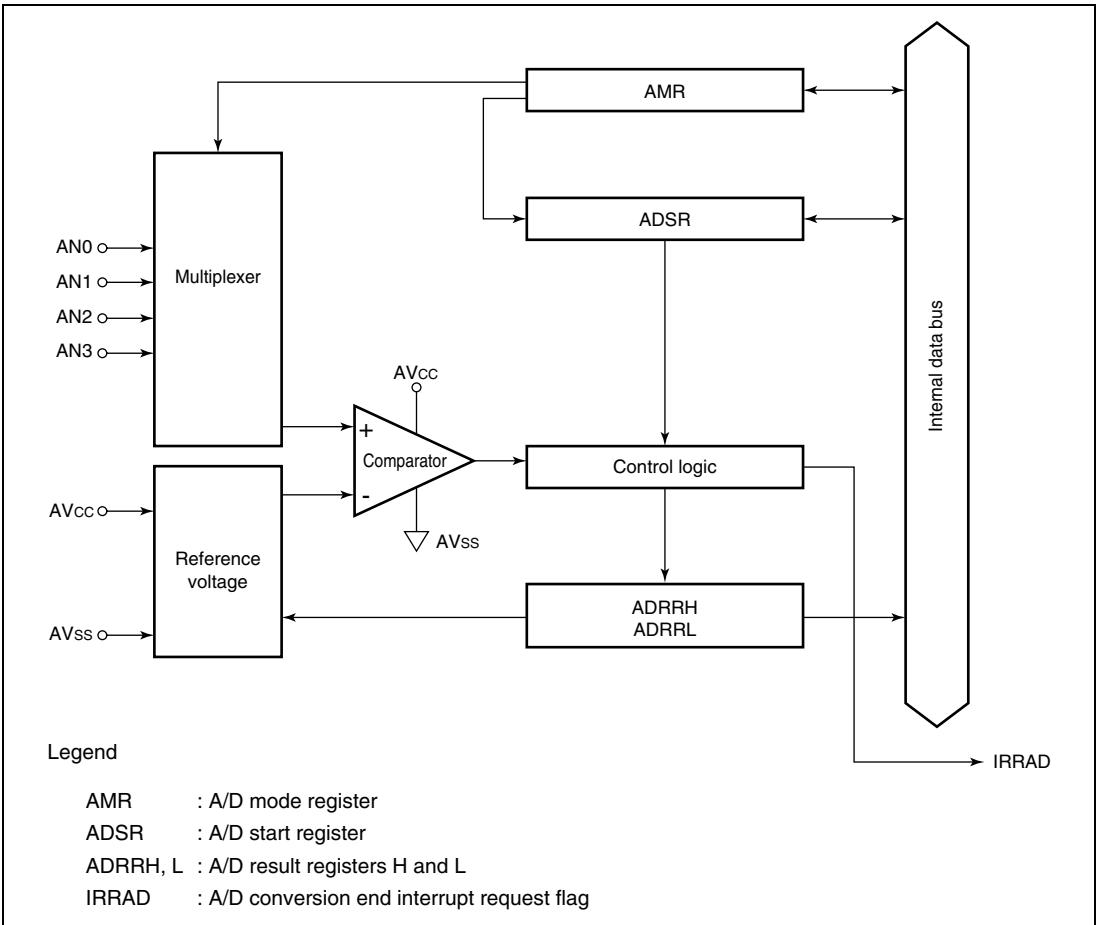 AMR
ADSR
AN0
AN1
AN2
AN3
Multiplexer
Internal data bus
AVCC
+
Comparator
-
AVSS
Control logic
AVCC
Reference
voltage
AVSS
ADRRH
ADRRL
IRRAD
Legend
AMR : A/D mode register
ADSR : A/D start register
ADRRH, L : A/D result registers H and L
IRRAD : A/D conversion end interrupt request flag